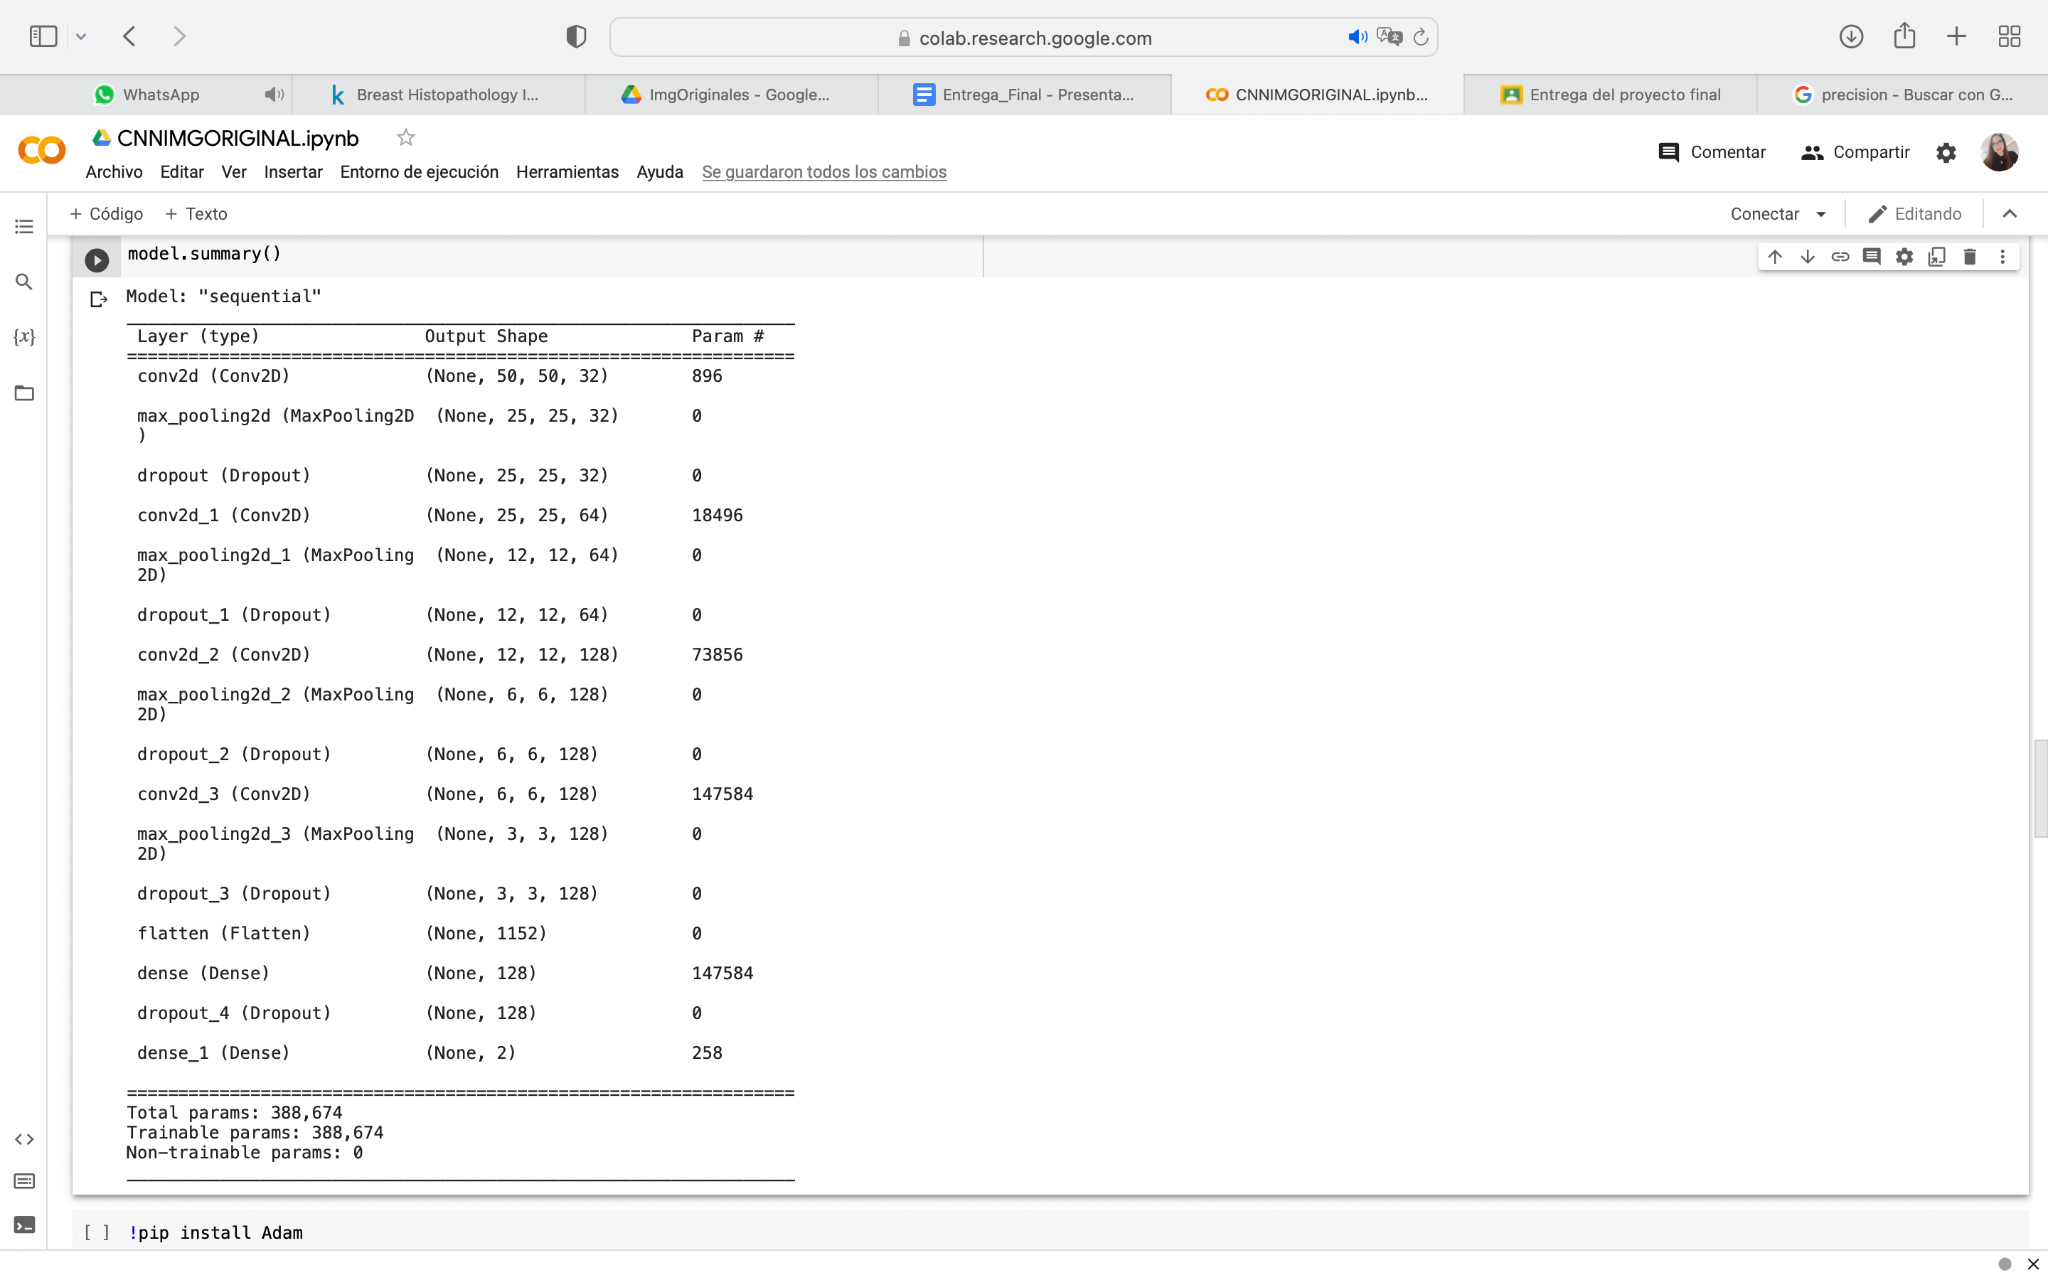 colab.research.google.com
WhatsApp
Breast Histopathology I...
ImgOriginales - Google...
Entrega_Final - Presenta...
CNNIMGORIGINAL.ipynb...
Entrega del proyecto final
precision - Buscar con G...
CNNIMGORIGINAL.ipynb
Comentar
Compartir
Archivo Editar Ver Insertar Entorno de ejecución Herramientas Ayuda Se guardaron todos los cambios
+ Código + Texto
Conectar
Editando
model.summary()
Model: "sequential"
_________________________________________________________________
Layer (type) Output Shape Param #
=================================================================
conv2d (Conv2D) (None, 50, 50, 32) 896
max_pooling2d (MaxPooling2D (None, 25, 25, 32) 0
)
dropout (Dropout) (None, 25, 25, 32) 0
conv2d_1 (Conv2D) (None, 25, 25, 64) 18496
max_pooling2d_1 (MaxPooling (None, 12, 12, 64) 0
2D)
dropout_1 (Dropout) (None, 12, 12, 64) 0
conv2d_2 (Conv2D) (None, 12, 12, 128) 73856
max_pooling2d_2 (MaxPooling (None, 6, 6, 128) 0
2D)
dropout_2 (Dropout) (None, 6, 6, 128) 0
conv2d_3 (Conv2D) (None, 6, 6, 128) 147584
max_pooling2d_3 (MaxPooling (None, 3, 3, 128) 0
2D)
dropout_3 (Dropout) (None, 3, 3, 128) 0
flatten (Flatten) (None, 1152) 0
dense (Dense) (None, 128) 147584
dropout_4 (Dropout) (None, 128) 0
dense_1 (Dense) (None, 2) 258
=================================================================
Total params: 388,674
Trainable params: 388,674
Non-trainable params: 0
_________________________________________________________________
[ ] !pip install Adam